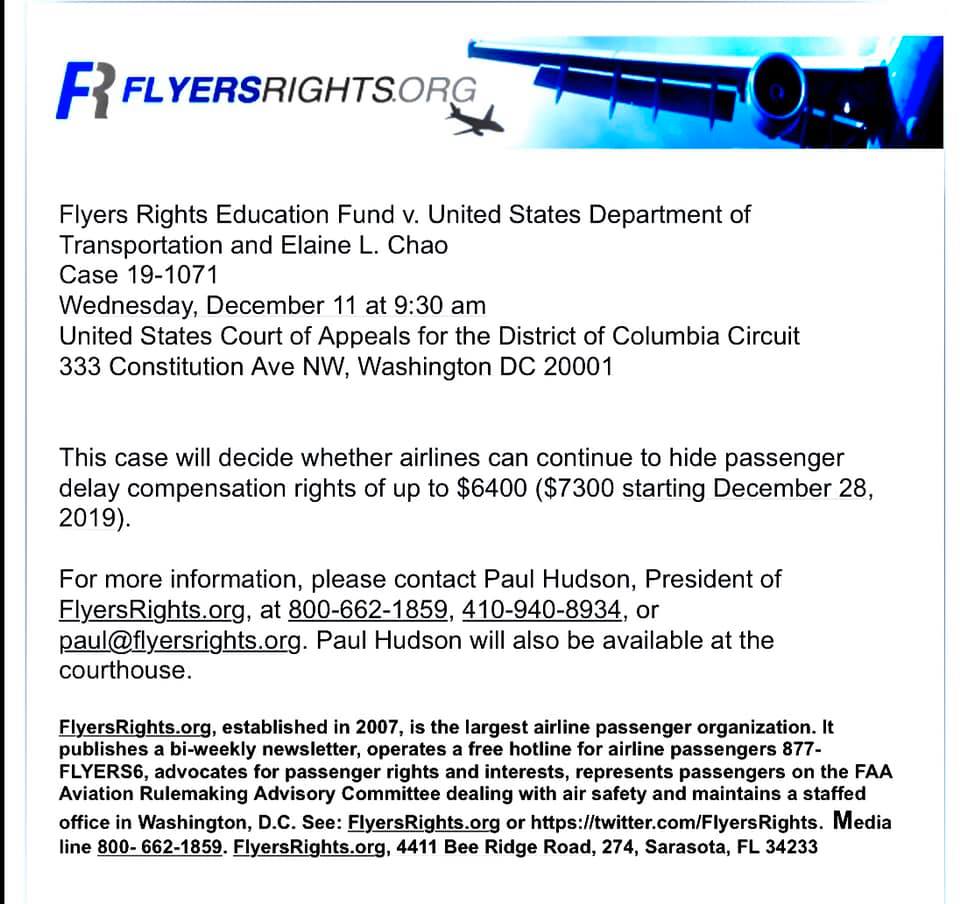 FR FLYERSRIGHTS.ORG
Flyers Rights Education Fund v. United States Department of
Transportation and Elaine L. Chao
Case 19-1071
Wednesday, December 11 at 9:30 am
United States Court of Appeals for the District of Columbia Circuit
333 Constitution Ave NW, Washington DC 20001
This case will decide whether airlines can continue to hide passenger
delay compensation rights of up to $6400 ($7300 starting December 28,
2019).
For more information, please contact Paul Hudson, President of
FlyersRights.org, at 800-662-1859, 410-940-8934, or
paul@flyersrights.org. Paul Hudson will also be available at the
courthouse.
FlyersRights.org, established in 2007, is the largest airline passenger organization. It
publishes a bi-weekly newsletter, operates a free hotline for airline passengers 877-
FLYERS6, advocates for passenger rights and interests, represents passengers on the FAA
Aviation Rulemaking Advisory Committee dealing with air safety and maintains a staffed
office in Washington, D.C. See: FlyersRights.org or https://twitter.com/FlyersRights. Media
line 800- 662-1859. FlyersRights.org, 4411 Bee Ridge Road, 274, Sarasota, FL 34233